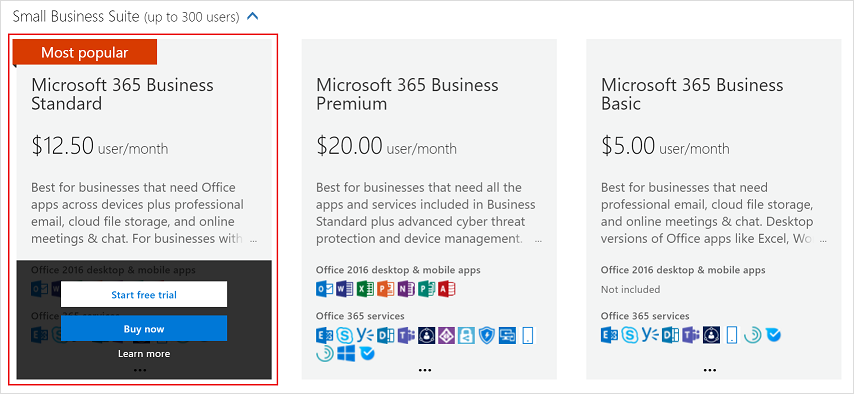 Small Business Suite (up to 300 users)
Most popular
Microsoft 365 Business
Standard
$12.50 user/month
Best for businesses that need Office
apps across devices plus professional
email, cloud file storage, and online
meetings & chat. For businesses with ...
Office 2016 desktop & mobile apps
Start free trial
Office 365 services
Buy now
Learn more
...
Microsoft 365 Business
Premium
$20.00 user/month
Best for businesses that need all the
apps and services included in Business
Standard plus advanced cyber threat
protection and device management. ...
Office 2016 desktop & mobile apps
Office 365 services
...
Microsoft 365 Business
Basic
$5.00 user/month
Best for businesses that need
professional email, cloud file storage,
and online meetings & chat. Desktop
versions of Office apps like Excel, Wo ...
Office 2016 desktop & mobile apps
Not included
Office 365 services
...